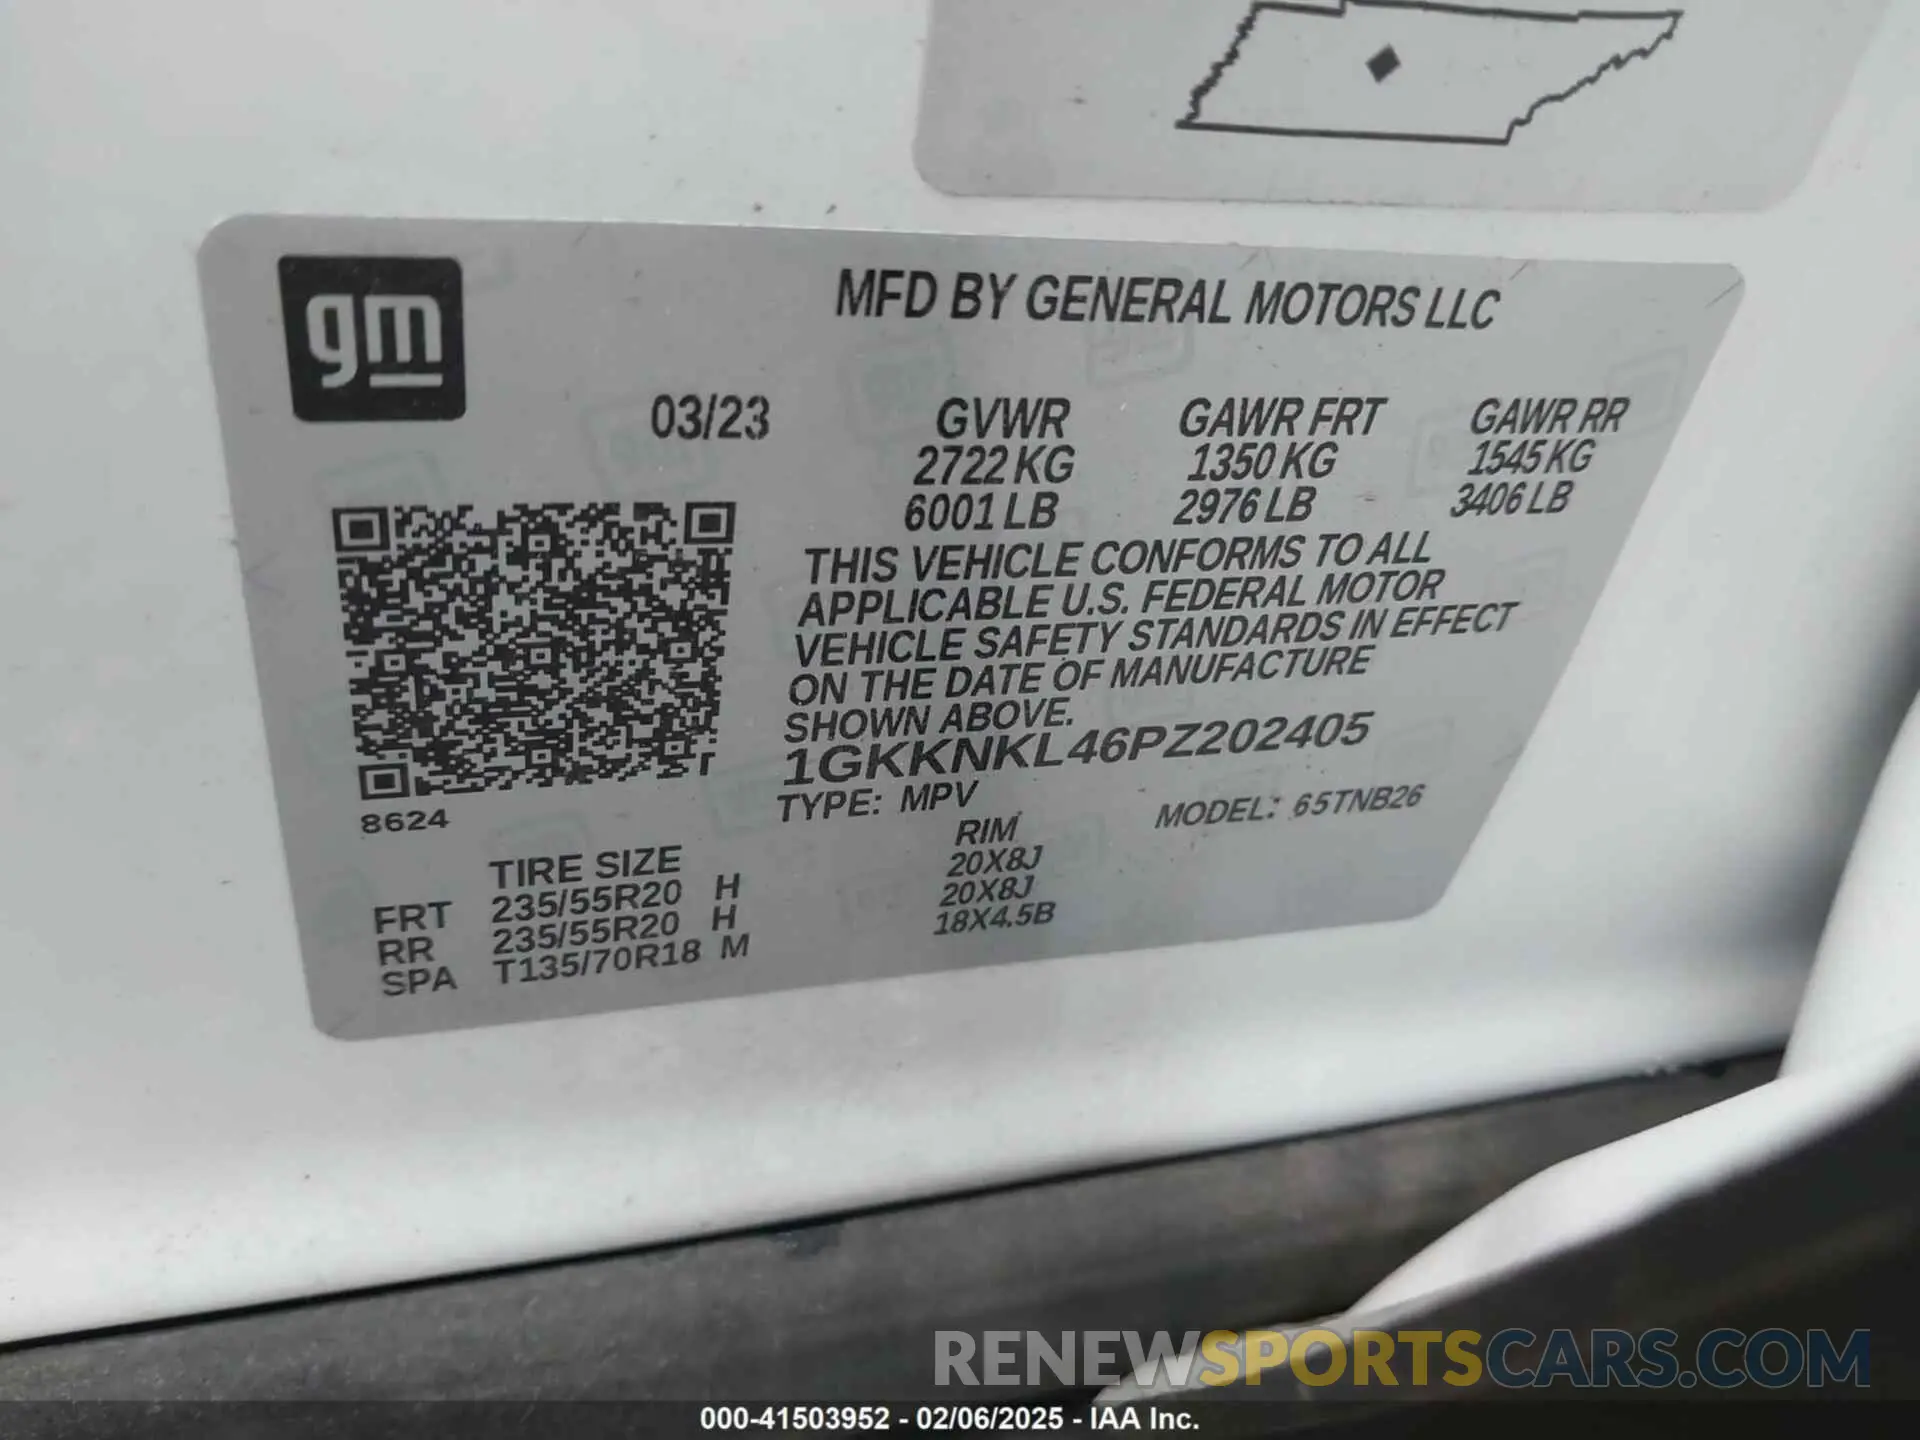 gm
MFD BY GENERAL MOTORS LLC
03/23 GVWR GAWR FRT GAWR RR
2722 KG 1350 KG 1545 KG
6001 LB 2976 LB 3406 LB
THIS VEHICLE CONFORMS TO ALL
APPLICABLE U.S. FEDERAL MOTOR
VEHICLE SAFETY STANDARDS IN EFFECT
ON THE DATE OF MANUFACTURE
SHOWN ABOVE.
1GKKNKL46PZ202405
TYPE: MPV MODEL: 65TNB26
8624
TIRE SIZE RIM
FRT 235/55R20 H 20X8J
RR 235/55R20 H 20X8J
SPA T135/70R18 M 18X4.5B
RENEWSPORTSCARS.COM
000-41503952 - 02/06/2025 - IAA Inc.